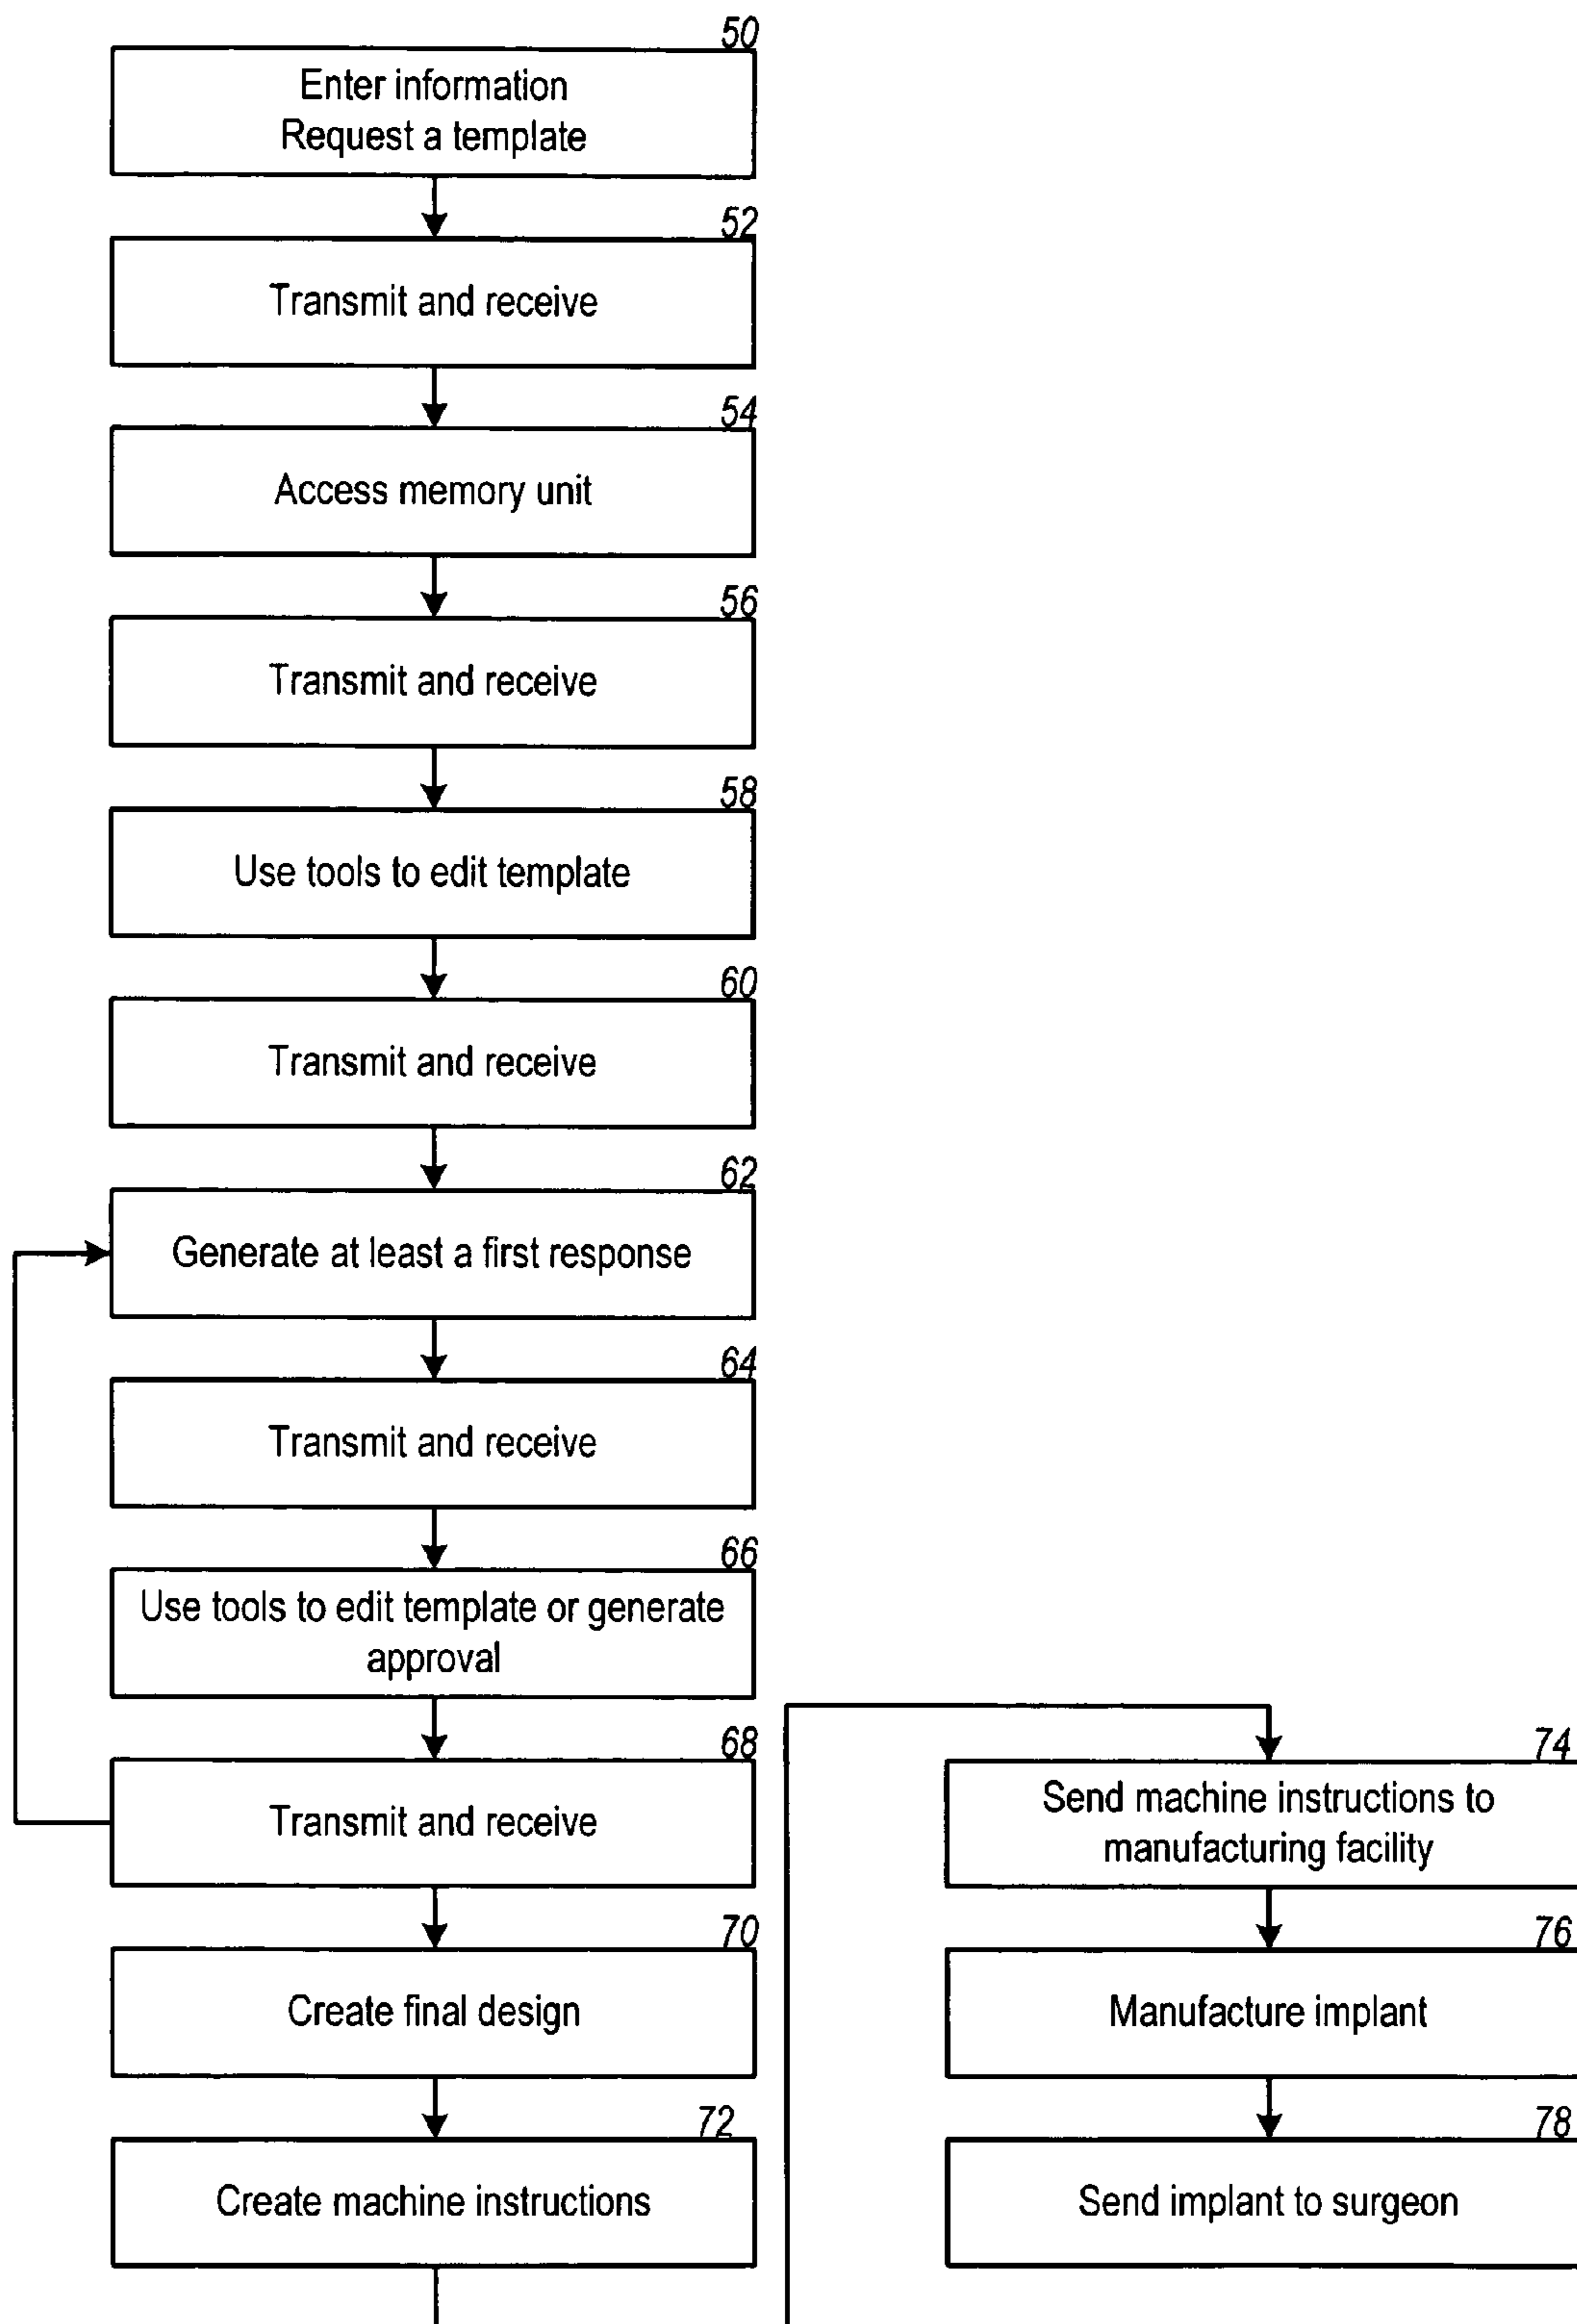 50
Enter information
Request a template
52
Transmit and receive
54
Access memory unit
56
Transmit and receive
58
Use tools to edit template
60
Transmit and receive
62
Generate at least a first response
64
Transmit and receive
66
Use tools to edit template or generate
approval
68
Transmit and receive
70
Create final design
72
Create machine instructions
74
Send machine instructions to
manufacturing facility
76
Manufacture implant
78
Send implant to surgeon